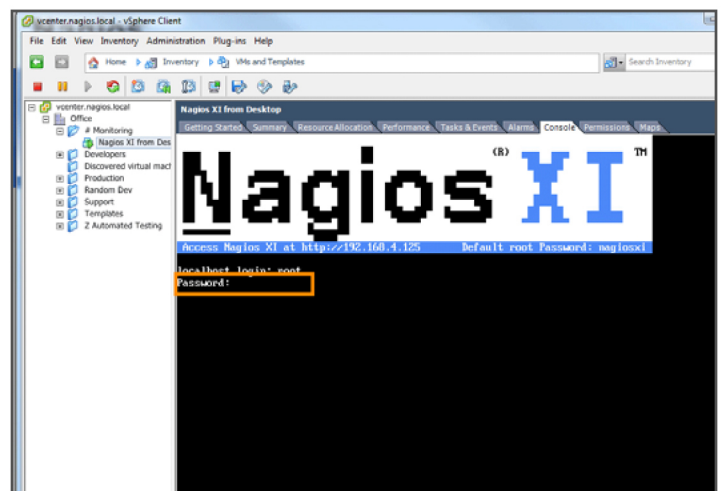 vcenter.nagios.local - vSphere Client
File Edit View Inventory Administration Plug-ins Help
Home Inventory VMs and Templates
Search Inventory
vcenter.nagios.local
Office
# Monitoring
Nagios XI from Des
Developers
Discovered virtual mach
Production
Random Dev
Support
Templates
Z Automated Testing
Nagios XI from Desktop
Getting Started Summary Resource Allocation Performance Tasks & Events Alarms Console Permissions Maps
Nagios (R) XI TM
Access Nagios XI at http://192.168.4.125 Default root Password: nagiosxi
localhost login: root
Password: